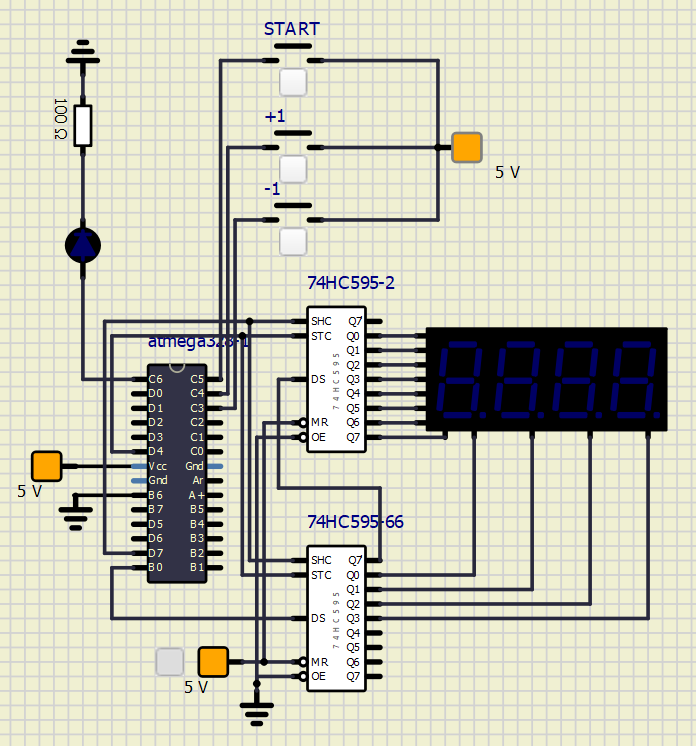 START
100 Ω
+1
5 V
-1
74HC595-2
SHC Q7
STC Q0
Q1
Q2
DS Q3
Q4
Q5
MR Q6
OE Q7
74HC595
atmega328-1
C6 C5
D0 C4
D1 C3
D2 C2
D3 C1
D4 C0
Vcc Gnd
Gnd Ar
B6 A+
B7 B5
D5 B4
D6 B3
D7 B2
B0 B1
5 V
74HC595-66
SHC Q7
STC Q0
Q1
Q2
DS Q3
Q4
Q5
MR Q6
OE Q7
74HC595
5 V